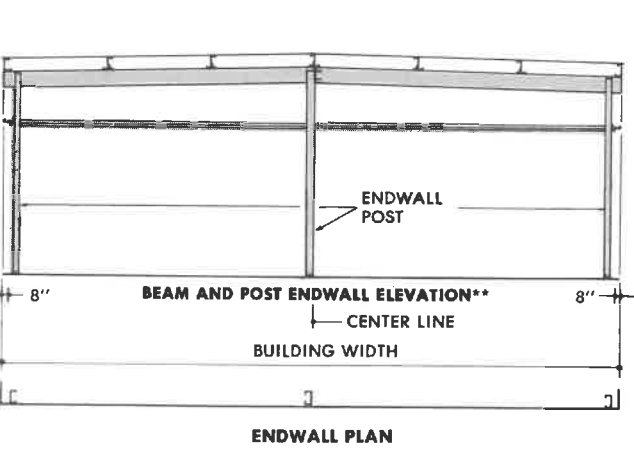 ENDWALL
POST
8" BEAM AND POST ENDWALL ELEVATION** 8"
CENTER LINE
BUILDING WIDTH
ENDWALL PLAN